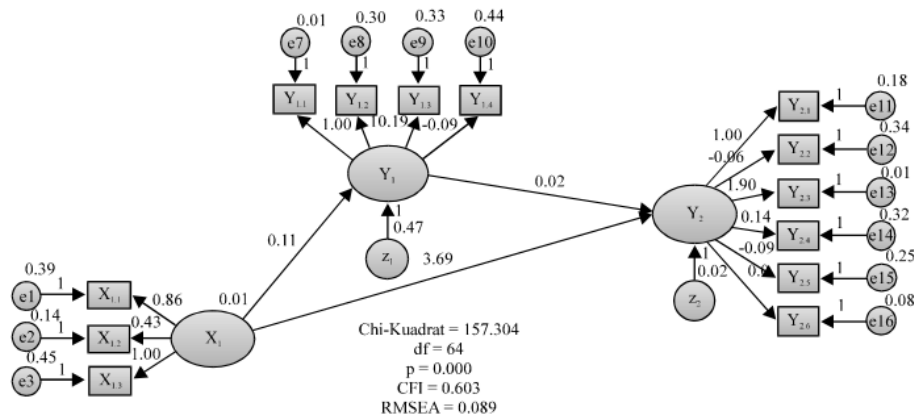 0.01
0.30
0.33
0.44
e7
e8
e9
e10
1
1
1
1
Y1.1
Y1.2
Y1.3
Y1.4
1.00
10.19
-0.09
Y1
1
0.47
z1
0.02
0.11
3.69
0.18
1
e11
Y2.1
1.00
0.34
1
e12
Y2.2
-0.06
0.01
1
e13
Y2.3
1.90
0.32
1
e14
Y2.4
0.14
0.25
1
e15
Y2.5
-0.09
0.08
1
e16
Y2.6
Y2
1
0.02
z2
0.39
e1
1
X1.1
0.86
0.14
e2
1
X1.2
0.43
0.45
e3
1
X1.3
1.00
0.01
X1
Chi-Kuadrat = 157.304
df = 64
p = 0.000
CFI = 0.603
RMSEA = 0.089